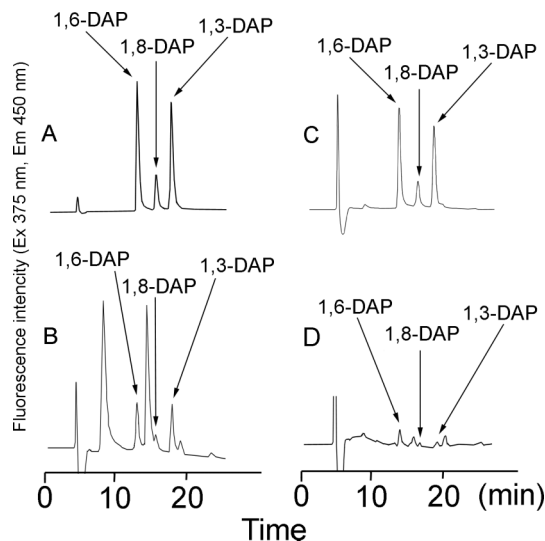 Fluorescence intencity (Ex 375 nm, Em 450 nm)
A
1,6-DAP
1,8-DAP
1,3-DAP
B
1,6-DAP
1,8-DAP
1,3-DAP
C
1,6-DAP
1,8-DAP
1,3-DAP
D
1,6-DAP
1,8-DAP
1,3-DAP
0 10 20
0 10 20 (min)
Time